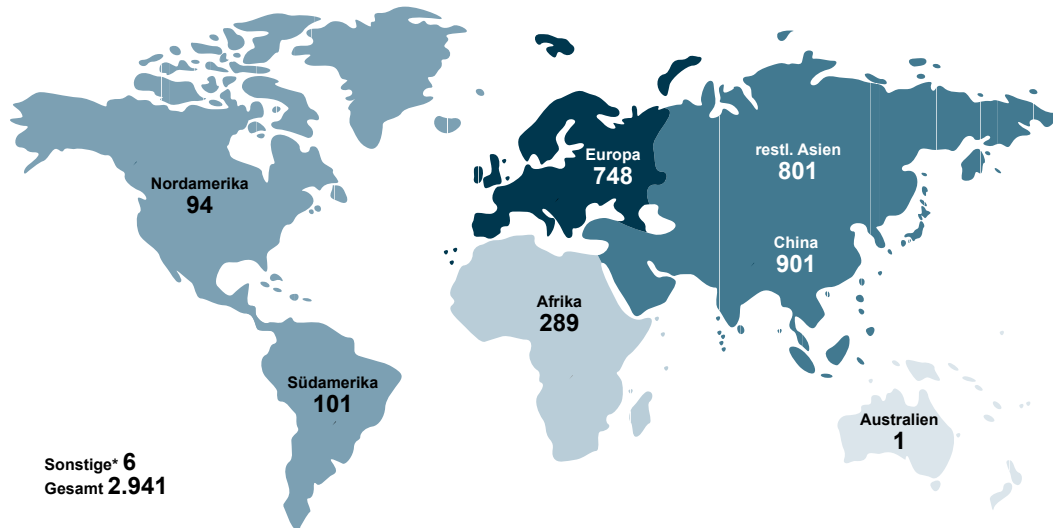 Nordamerika
94
Europa
748
restl. Asien
801
China
901
Afrika
289
Südamerika
101
Australien
1
Sonstige* 6
Gesamt 2.941